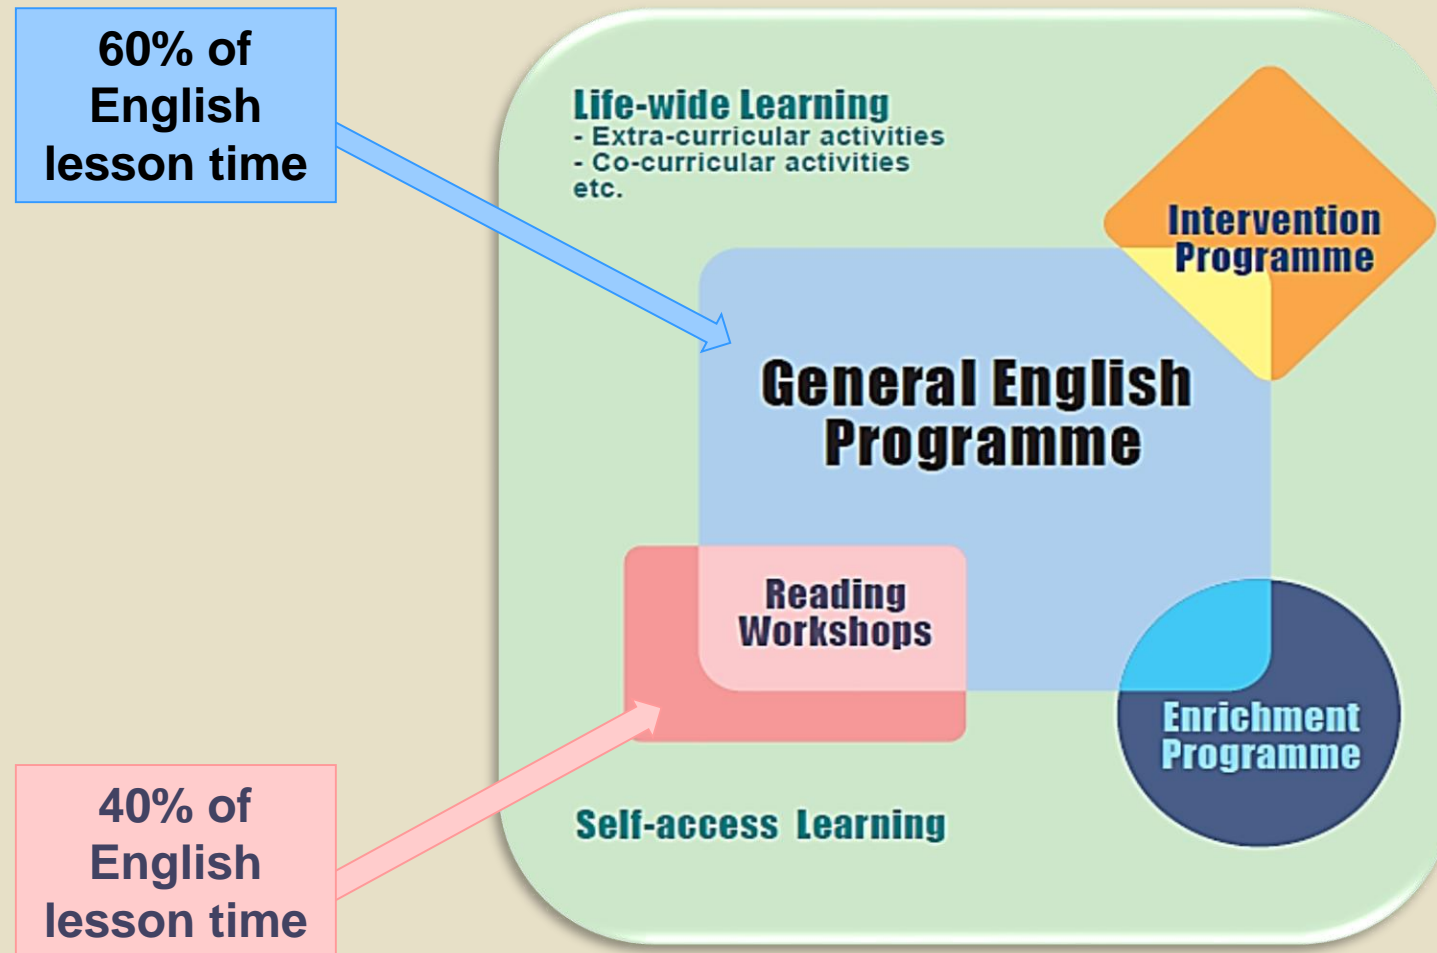 60% of
English
lesson time
Life-wide Learning
- Extra-curricular activities
- Co-curricular activities
etc.
Intervention
Programme
General English
Programme
Reading
Workshops
Enrichment
Programme
Self-access Learning
40% of
English
lesson time